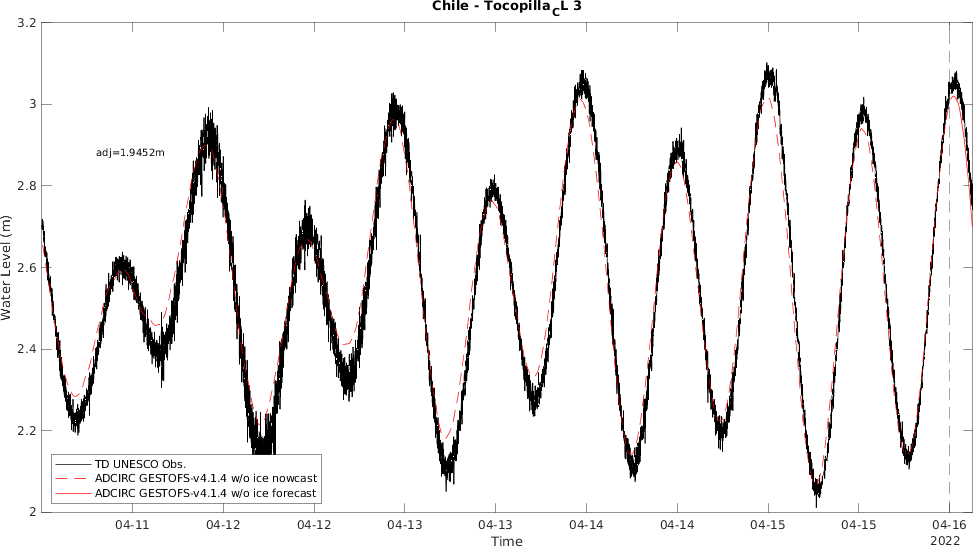 Chile - Tocopilla_CL 3
3.2
3
2.8
2.6
2.4
2.2
2
Water Level (m)
adj=1.9452m
TD UNESCO Obs.
ADCIRC GESTOFS-v4.1.4 w/o ice nowcast
ADCIRC GESTOFS-v4.1.4 w/o ice forecast
04-11 04-12 04-12 04-13 04-13 04-14 04-14 04-15 04-15 04-16
Time 2022